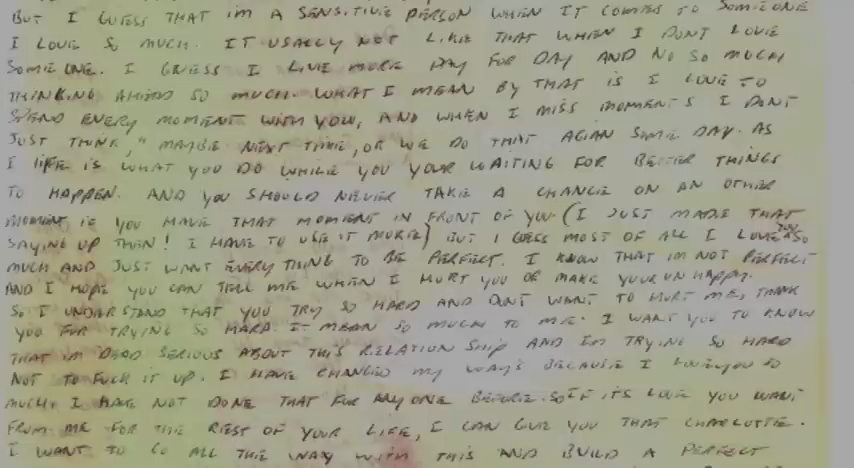 BUT I GUESS THAT IM A SENSITIVE PERSON WHEN IT COMES TO SOMEONE
I LOVE SO MUCH. IT USALLY NOT LIKE THAT WHEN I DONT LOVE
SOMEONE. I GUESS I LIVE MORE DAY FOR DAY AND NO SO MUCH
THINKING AHEAD SO MUCH. WHAT I MEAN BY THAT IS I LOVE TO
SPEND EVERY MOMENT WITH YOU, AND WHEN I MISS MOMENTS I DONT
JUST THINK, "MAYBE NEXT TIME, OR WE DO THAT AGIAN SOME DAY. AS
I LIFE IS WHAT YOU DO WHILE YOU YOUR WAITING FOR BETTER THINGS
TO HAPPEN. AND YOU SHOULD NEVER TAKE A CHANCE ON AN OTHER
MOMENT IF YOU HAVE THAT MOMENT IN FRONT OF YOU. (I JUST MADE THAT
SAYING UP THEN! I HAVE TO USE IT MORE) BUT I GUESS MOST OF ALL I LOVE YOU SO
MUCH AND JUST WANT EVERY THING TO BE PERFECT. I KNOW THAT IM NOT PERFECT
AND I HOPE YOU CAN TELL ME WHEN I HURT YOU OR MAKE YOUR UNHAPPY.
SO I UNDERSTAND THAT YOU TRY SO HARD AND DONT WANT TO HURT ME, THANK
YOU FOR TRYING SO HARD IT MEAN SO MUCH TO ME. I WANT YOU TO KNOW
THAT IM DEAD SERIOUS ABOUT THIS RELATION SHIP AND IM TRYING SO HARD
NOT TO FUCK IT UP. I HAVE CHANGED MY WAYS BECAUSE I LOVE YOU SO
MUCH. I HAVE NOT DONE THAT FOR ANY ONE BEFORE. SO IF ITS LOVE YOU WANT
FROM ME FOR THE REST OF YOUR LIFE, I CAN GIVE YOU THAT CHARLOTTE.
I WANT TO GO ALL THE WAY WITH THIS AND BUILD A PERFECT